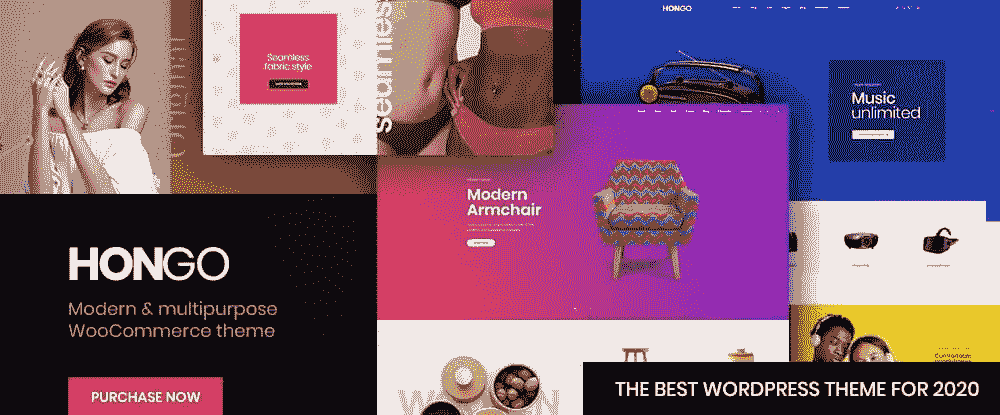 Seamless
fabric style
seamless
HONGO
Music
unlimited
Modern
Armchair
HONGO
Modern & multipurpose
WooCommerce theme
PURCHASE NOW
THE BEST WORDPRESS THEME FOR 2020